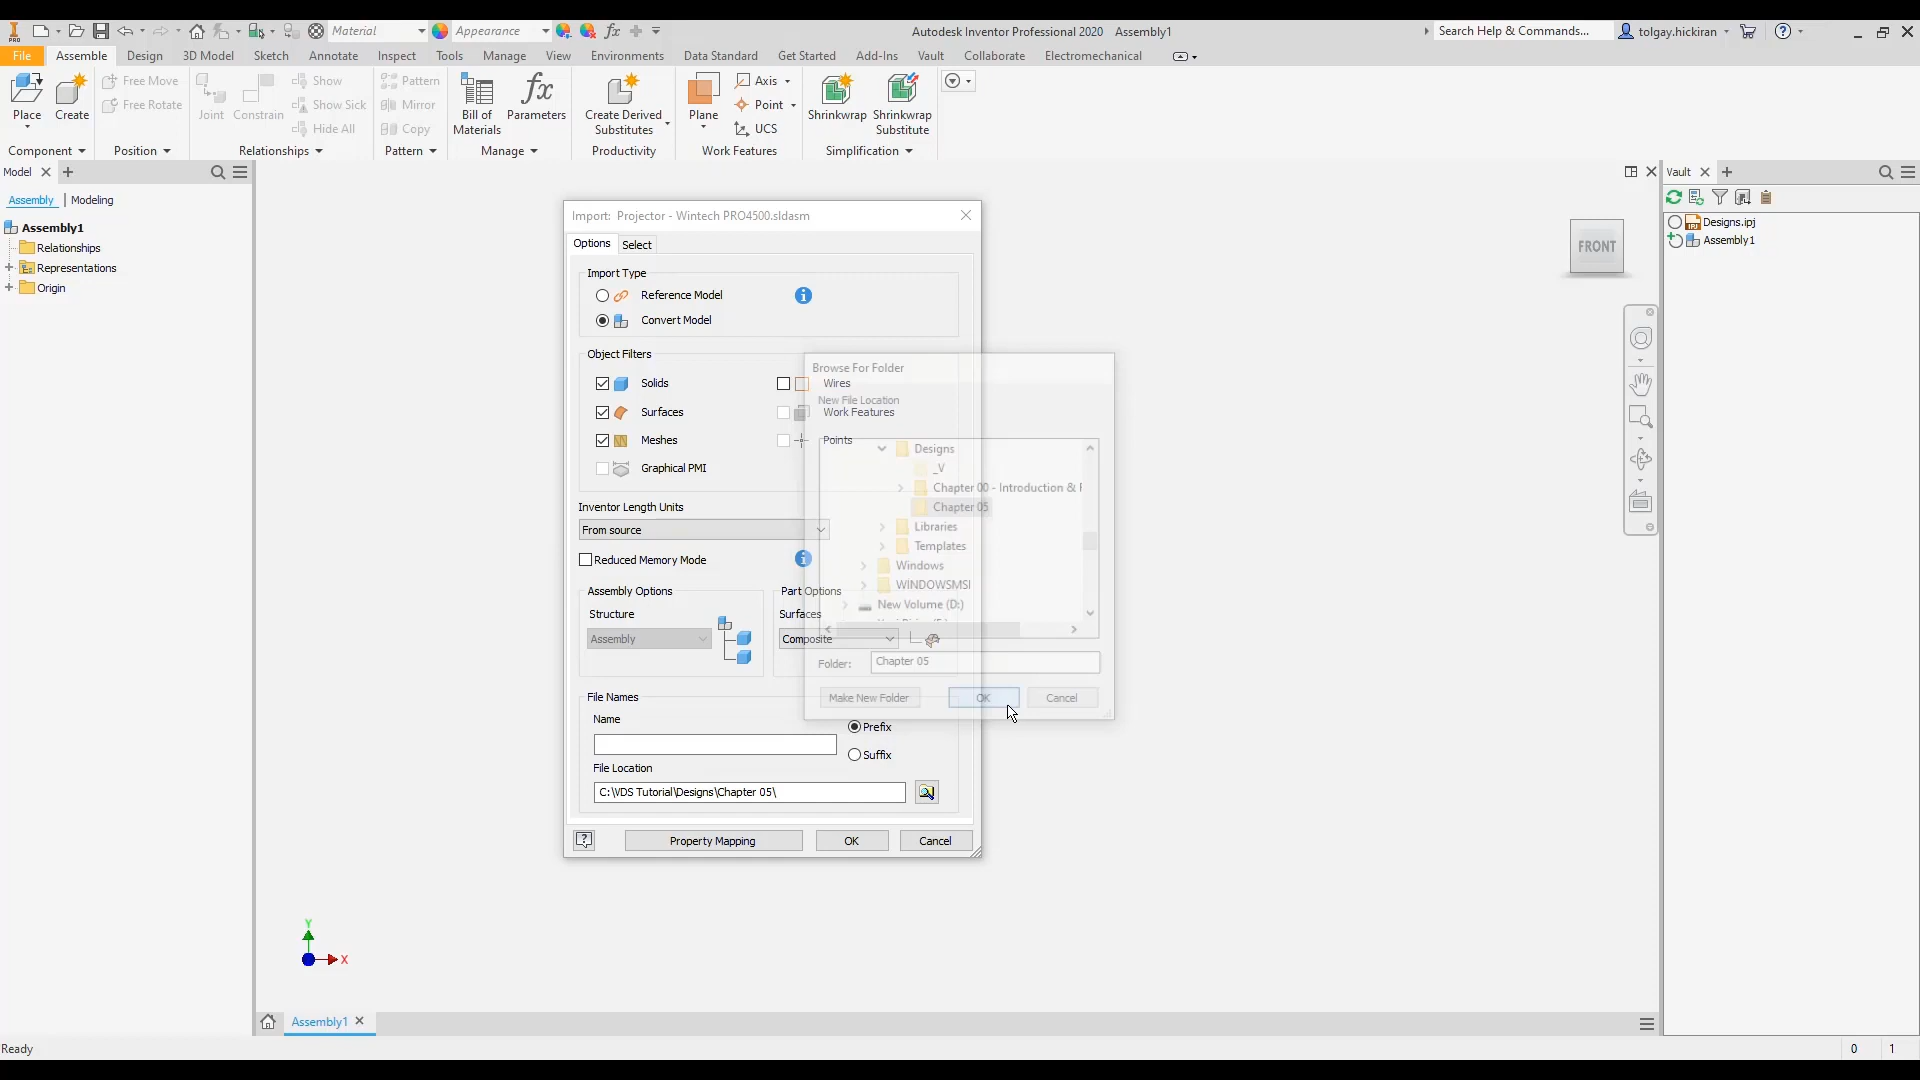 Material
Appearance
Autodesk Inventor Professional 2020 Assembly1
Search Help & Commands...
tolgay.hickiran
File Assemble Design 3D Model Sketch Annotate Inspect Tools Manage View Environments Data Standard Get Started Add-Ins Vault Collaborate Electromechanical
Place
Create
Free Move
Free Rotate
Joint
Constrain
Show
Show Sick
Hide All
Pattern
Mirror
Copy
Bill of
Materials
Parameters
Create Derived
Substitutes
Plane
Axis
Point
UCS
Shrinkwrap
Shrinkwrap
Substitute
Component Position Relationships Pattern Manage Productivity Work Features Simplification
Model
Assembly | Modeling
Assembly1
Relationships
Representations
Origin
Vault
Designs.ipj
Assembly1
FRONT
Import: Projector - Wintech PRO4500.sldasm
Options Select
Import Type
Reference Model
Convert Model
Object Filters
Solids
Surfaces
Meshes
Graphical PMI
Wires
Work Features
Points
Inventor Length Units
From source
Reduced Memory Mode
Assembly Options
Structure
Assembly
Part Options
Surfaces
Composite
File Names
Name
Prefix
Suffix
File Location
C:\VDS Tutorial\Designs\Chapter 05\
Property Mapping OK Cancel
Browse For Folder
New File Location
Designs
_V
Chapter 00 - Introduction &
Chapter 05
Libraries
Templates
Windows
WINDOWSMSI
New Volume (D:)
Folder: Chapter 05
Make New Folder OK Cancel
Y
X
Assembly1
Ready
0 1